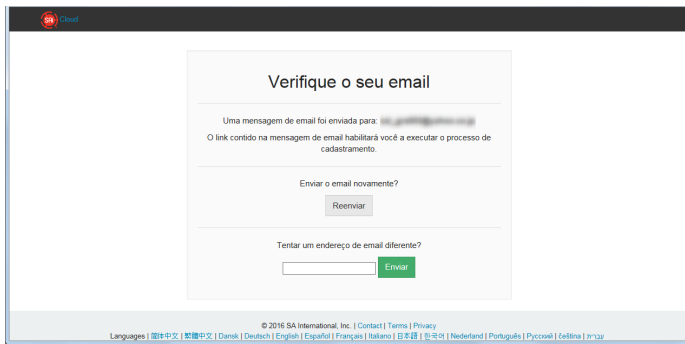 SAi Cloud
Verifique o seu email
Uma mensagem de email foi enviada para:
O link contido na mensagem de email habilitará você a executar o processo de
cadastramento.
Enviar o email novamente?
Reenviar
Tentar um endereço de email diferente?
Enviar
© 2016 SA International, Inc. | Contact | Terms | Privacy
Languages | 简体中文 | 繁體中文 | Dansk | Deutsch | English | Español | Français | Italiano | 日本語 | 한국어 | Nederland | Português | Русский | čeština | עברית